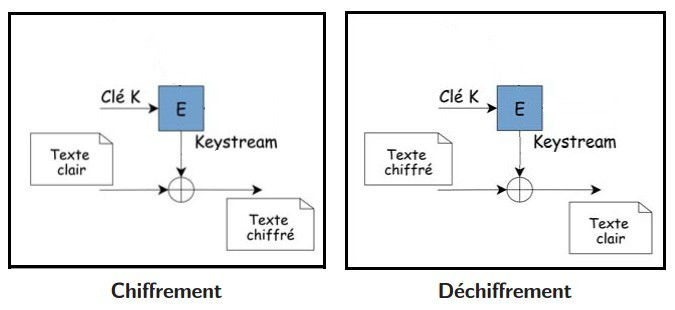 Clé K
E
Keystream
Texte
clair
Texte
chiffré
Chiffrement
Clé K
E
Keystream
Texte
chiffré
Texte
clair
Déchiffrement